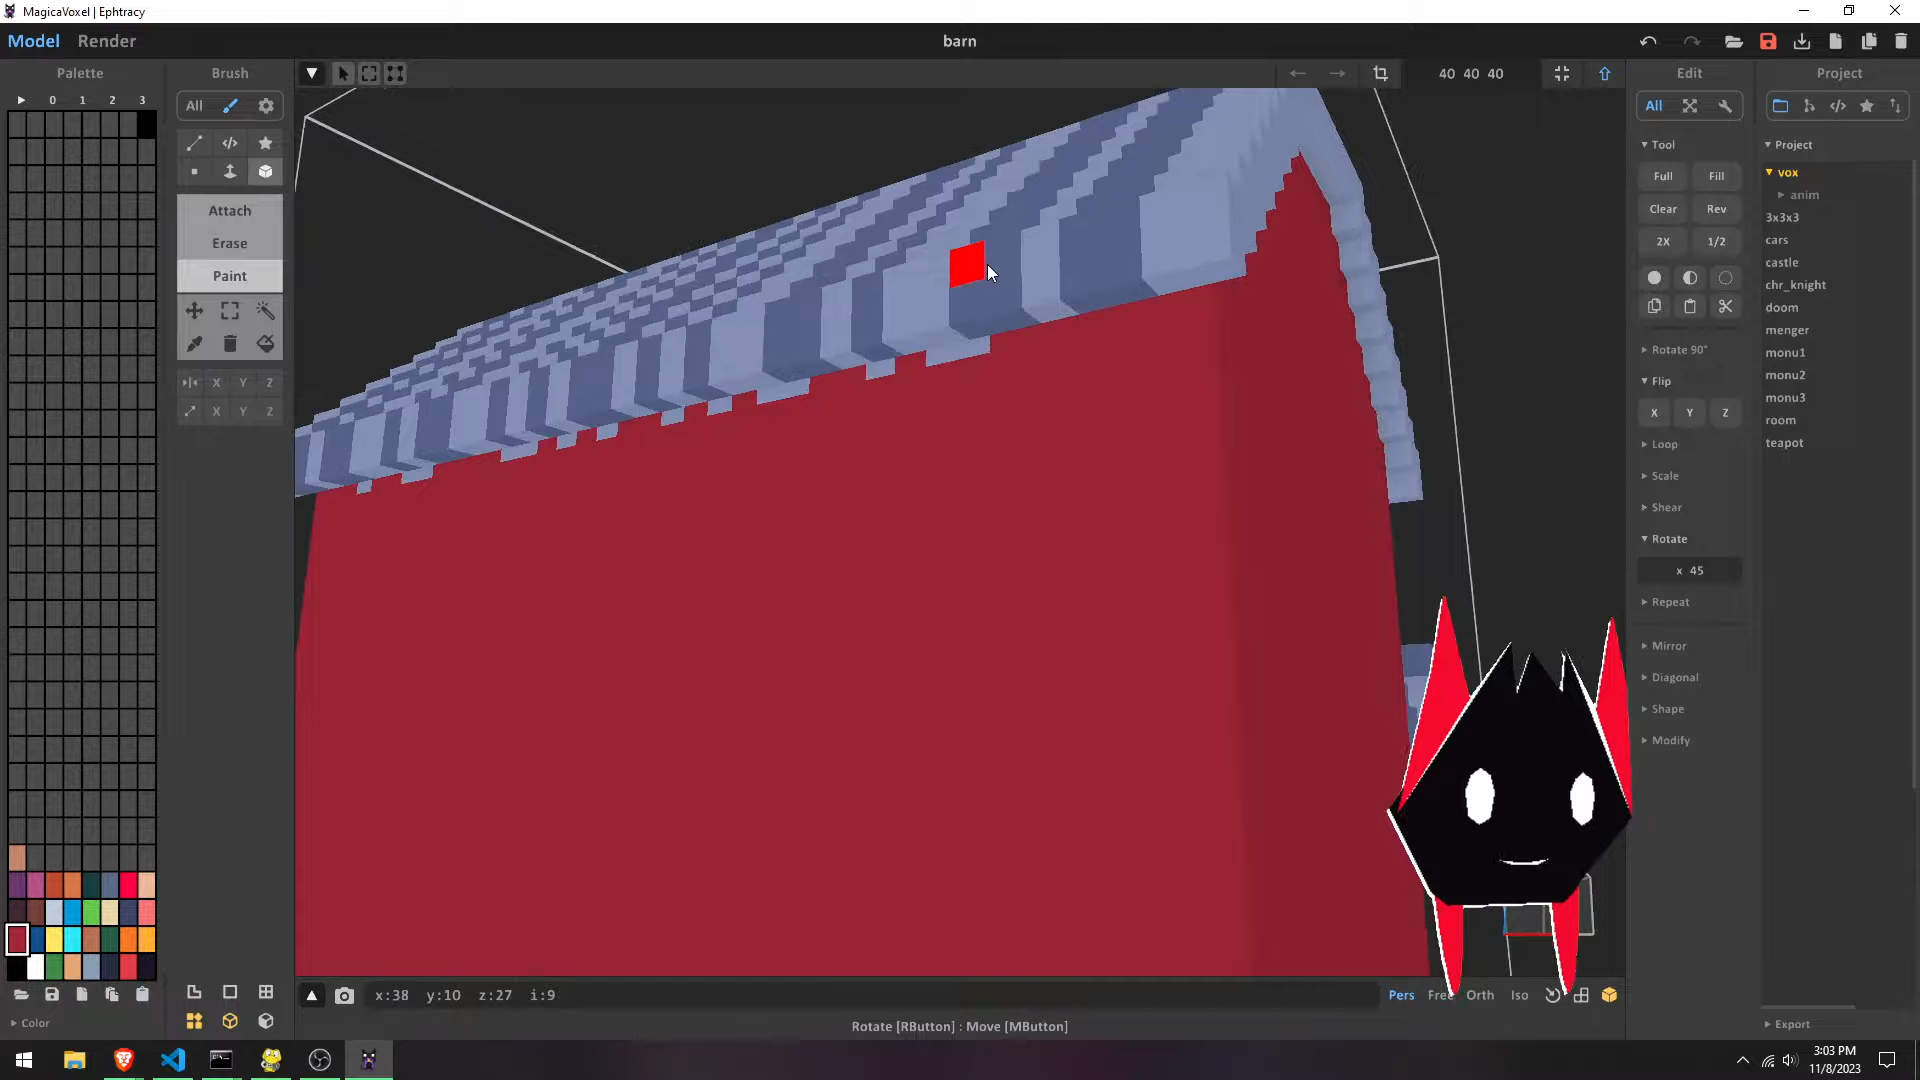 MagicaVoxel | Ephtracy
Model Render
barn
Palette
Brush
40 40 40
Edit
Project
0 1 2 3
All
All
Tool
Project
Full Fill
vox
anim
Attach
Clear Rev
3x3x3
Erase
2X 1/2
cars
castle
Paint
chr_knight
doom
menger
Rotate 90°
monu1
X Y Z
Flip
monu2
X Y Z
X Y Z
monu3
room
Loop
teapot
Scale
Shear
Rotate
x 45
Repeat
Mirror
Diagonal
Shape
Modify
x:38 y:10 z:27 i:9
Pers Free Orth Iso
Color
Rotate [RButton] : Move [MButton]
Export
3:03 PM
11/8/2023